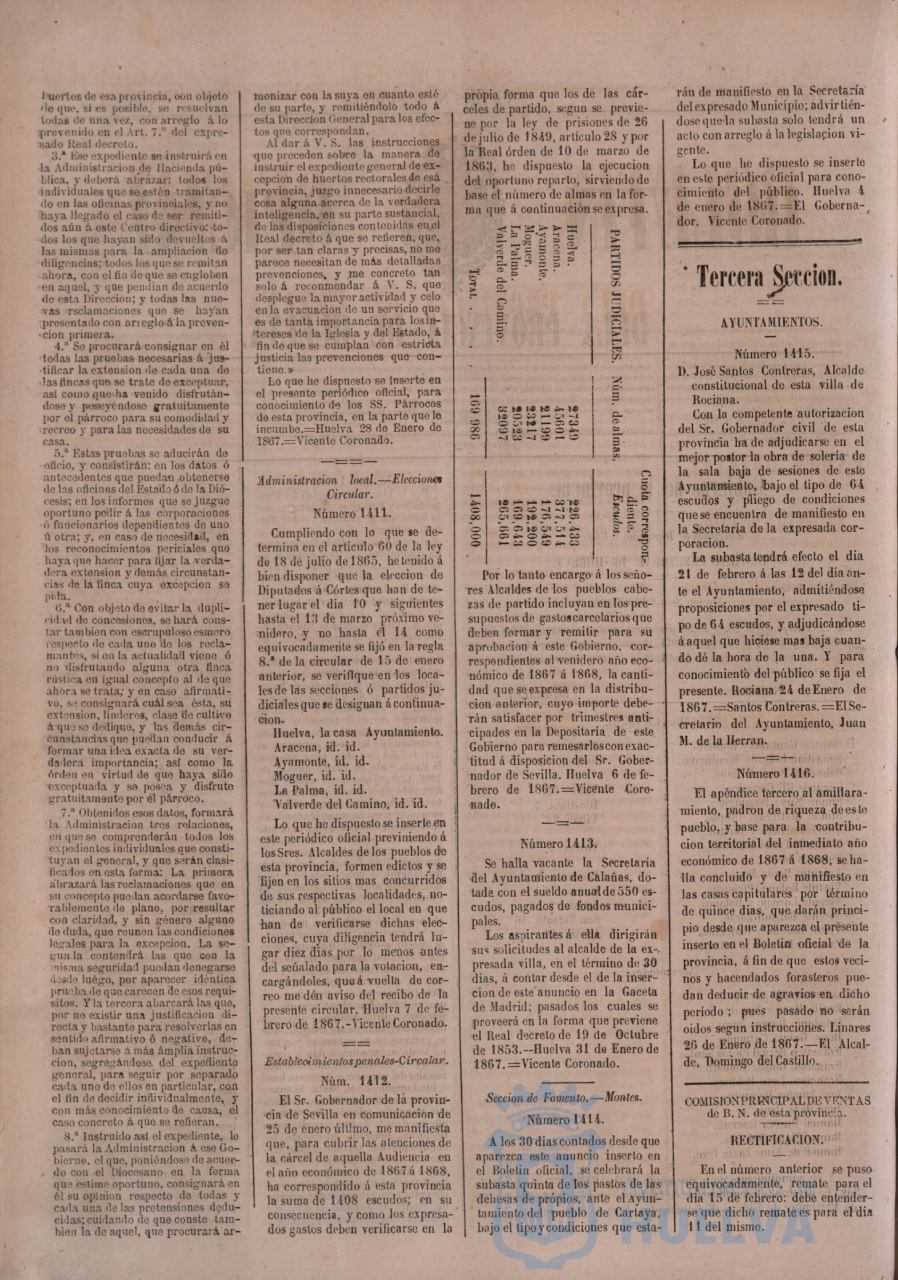 huertos de esa provincia, con objeto
de que, si es posible, se resuelvan
todas de una vez, con arreglo á lo
prevenido en el Art. 7.º del expre-
sado Real decreto.
3.ª Ese expediente se instruirá en
la Administracion de Hacienda pú-
blica, y deberá abrazar: todos los
individuales que se estén tramitan-
do en las oficinas provinciales, y no
haya llegado el caso de ser remiti-
dos aún á este Centro directivo: to-
dos los que hayan sido devueltos á
las mismas para la ampliacion de
diligencias; todos los que se remitan
ahora, con el fin de que se engloben
en aquel, y que pendian de acuerdo
de esta Direccion; y todas las nue-
vas rsclamaciones que se hayan
presentado con arreglo á la preven-
cion primera.
4.ª Se procurará consignar en él
todas las pruebas necesarias á jus-
tificar la extension de cada una de
las fincas que se trate de exceptuar,
así como que ha venido disfrután-
dose y poseyéndose gratuitamente
por el párroco para su comodidad y
recreo y para las necesidades de su
casa.
5.ª Estas pruebas se aducirán de
oficio, y consistirán: en los datos ó
antecedentes que puedan obtenerse
de las oficinas del Estado ó de la Dió-
cesis; en los informes que se juzgue
oportuno pedir á las corporaciones
ó funcionarios dependientes de uno
ú otra; y, en caso de necesidad, en
los reconocimientos periciales que
haya que hacer para fijar la verda-
dera extension y demás circunstan-
cias de la finca cuya excepcion se
pida.
6.ª Con objeto de evitar la dupli-
cidad de concesiones, se hará cons-
tar tambien con escrupuloso esmero
respecto de cada uno de los recla-
mantes, si en la actualidad viene ó
no disfrutando alguna otra finca
rústica en igual concepto al de que
ahora se trata; y en caso afirmati-
vo, se consignará cuál sea ésta, su
extension, linderos, clase de cultivo
á que se dedique, y las demás cir-
cunstancias que puedan conducir á
formar una idea exacta de su ver-
dadera importancia; así como la
órden en virtud de que haya sido
exceptuada y se posea y disfrute
gratuitamente por él párroco.
7.ª Obtenidos esos datos, formará
la Administracion tres relaciones,
en que se comprenderán todos los
expedientes individuales que consti-
tuyan el general, y que serán clasi-
ficados en esta forma: La primera
abrazará las reclamaciones que en
su concepto puedan acordarse favo-
rablemente de plano, por resultar
con claridad, y sin género alguno
de duda, que reunen las condiciones
legales para la excepcion. La se-
gunda contendrá las que con la
misma seguridad puedan denegarse
desde luégo, por aparecer idéntica
prueba de que carecen de esos requi-
sitos. Y la tercera abarcará las que,
por no existir una justificacion di-
recta y bastante para resolverlas en
sentido afirmativo ó negativo, de-
ban sujetarse á más ámplia instruc-
cion, segregándose del expediente
general, para seguir por separado
cada uno de ellos en particular, con
el fin de decidir individualmente, y
con más conocimiento de causa, el
caso concreto á que se refieran.
8.ª Instruido así el expediente, le
pasará la Administracion á ese Go-
bierno, el que, poniéndose de acuer-
do con el Diocesano en la forma
que estime oportuno, consignará en
él su opinion respecto de todas y
cada una de las pretensiones dedu-
cidas; cuidando de que conste tam-
bien la de aquel, que procurará ar-
monizar con la suya en cuanto esté
de su parte, y remitiéndolo todo á
esta Direccion General para los efec-
tos que correspondan.
Al dar á V. S. las instrucciones
que preceden sobre la manera de
instruir el expediente general de ex-
cepcion de huertos rectorales de esa
provincia, juzgo innecesario decirle
cosa alguna acerca de la verdadera
inteligencia, en su parte sustancial,
de las disposiciones contenidas en el
Real decreto á que se refieren, que,
por ser tan claras y precisas, no me
parece necesitan de más detalladas
prevenciones, y me concreto tan
solo á recomendar á V. S. que
desplegue la mayor actividad y celo
en la evacuacion de un servicio que
es de tanta importancia para los in-
tereses de la Iglesia y del Estado, á
fin de que se cumplan con estricta
justicia las prevenciones que con-
tiene.»
Lo que he dispuesto se inserte en
el presente periódico oficial, para
conocimiento de los SS. Párrocos
de esta provincia, en la parte que le
incumbe.=Huelva 28 de Enero de
1867.=Vicente Coronado.
Administracion local.—Elecciones
Circular.
Número 1411.
Cumpliendo con lo que se de-
termina en el artículo 60 de la ley
de 18 de julio de 1865, he tenido á
bien disponer que la eleccion de
Diputados á Córtes que han de te-
ner lugar el dia 10 y siguientes
hasta el 13 de marzo próximo ve-
nidero, y no hasta el 14 como
equivocadamente se fijó en la regla
8.ª de la circular de 15 de enero
anterior, se verifique en los loca-
les de las secciones ó partidos ju-
diciales que se desiguan á continua-
cion.
Huelva, la casa Ayuntamiento.
Aracena, id. id.
Ayamonte, id. id.
Moguer, id. id.
La Palma, id. id.
Valverde del Camino, id. id.
Lo que he dispuesto se inserte en
este periódico oficial previniendo á
los Sres. Alcaldes de los pueblos de
esta provincia, formen edictos y se
fijen en los sitios mas concurridos
de sus respectivas localidades, no-
ticiando al público el local en que
han de verificarse dichas elec-
ciones, cuya diligencia tendrá lu-
gar diez dias por lo menos antes
del señalado para la votacion, en-
cargándoles, que á vuelta de cor-
reo me dén aviso del recibo de la
presente circular. Huelva 7 de fe-
brero de 1867.-Vicente Coronado.
Establecimientos penales-Circular.
Núm. 1412.
El Sr. Gobernador de la provin-
cia de Sevilla en comunicacion de
25 de enero último, me manifiesta
que, para cubrir las atenciones de
la cárcel de aquella Audiencia en
el año económico de 1867 á 1868,
ha correspondido á esta provincia
la suma de 1408 escudos; en su
consecuencia, y como los expresa-
dos gastos deben verificarse en la
própia forma que los de las cár-
celes de partido, segun se previe-
ne por la ley de prisiones de 26
de julio de 1849, artículo 28 y por
la Real órden de 10 de marzo de
1863, he dispuesto la ejecucion
del oportuno reparto, sirviendo de
base el número de almas en la for-
ma que á continuacion se expresa.
PARTIDOS JUDICIALES. Núm. de almas. Cuota correspon-
diente.
Escudos.
Huelva. 27349 226.433
Aracena. 45601 377.514
Ayamonte. 21199 176.549
Moguer. 23217 192.200
La Palma. 20523 169.643
Valverde del Camino. 32097 265.661
TOTAL . . . 169 986 1408.000
Por lo tanto encargo á los seño-
res Alcaldes de los pueblos cabe-
zas de partido incluyan en los pre-
supuestos de gastos carcelarios que
deben formar y remitir para su
aprobacion á este Gobierno, cor-
respondientes al venidero año eco-
nómico de 1867 á 1868, la canti-
dad que se expresa en la distribu-
cion anterior, cuyo importe debe-
rán satisfacer por trimestres anti-
cipados en la Depositaría de este
Gobierno para remesarlos con exac-
titud á disposicion del Sr. Gober-
nador de Sevilla. Huelva 6 de fe-
brero de 1867.=Vicente Coro-
nado.
Número 1413.
Se halla vacante la Secretaria
del Ayuntamiento de Calañas, do-
tada con el sueldo anual de 550 es-
cudos, pagados de fondos munici-
pales.
Los aspirantes á ella dirigirán
sus solicitudes al alcalde de la ex-
presada villa, en el término de 30
dias, á contar desde el de la inser-
cion de este anuncio en la Gaceta
de Madrid; pasados los cuales se
proveerá en la forma que previene
el Real decreto de 19 de Octubre
de 1853.--Huelva 31 de Enero de
1867.=Vicente Coronado.
Seccion de Fomento.—Montes.
Número 1414.
A los 30 dias contados desde que
aparezca este anuncio inserto en
el Boletin oficial, se celebrará la
subasta quinta de los pastos de las
dehesas de propios, ante el Ayun-
tamiento del pueblo de Cartaya,
bajo el tipo y condiciones que esta-
rán de manifiesto en la Secretaría
del expresado Municipio; advirtién-
dose que la subasta solo tendrá un
acto con arreglo á la legislacion vi-
gente.
Lo que he dispuesto se inserte
en este periódico oficial para cono-
cimiento del público. Huelva 4
de enero de 1867.=El Goberna-
dor, Vicente Coronado.
Tercera Seccion.
AYUNTAMIENTOS.
Número 1415.
D. José Santos Contreras, Alcalde
constitucional de esta villa de
Rociana.
Con la competente autorizacion
del Sr. Gobernador civil de esta
provincia ha de adjudicarse en el
mejor postor la obra de solería de
la sala baja de sesiones de este
Ayuntamiento, bajo el tipo de 64
escudos y pliego de condiciones
que se encuentra de manifiesto en
la Secretaría de la expresada cor-
poracion.
La subasta tendrá efecto el dia
21 de febrero á las 12 del dia an-
te el Ayuntamiento, admitiéndose
proposiciones por el expresado ti-
po de 64 escudos, y adjudicándose
á aquel que hiciese mas baja cuan-
do dé la hora de la una. Y para
conocimiento del público se fija el
presente. Rociana 24 de Enero de
1867.=Santos Contreras.=El Se-
cretario del Ayuntamiento, Juan
M. de la Herran.
Número 1416.
El apéndice tercero al amillara-
miento, padron de riqueza de este
pueblo, y base para la contribu-
cion territorial del inmediato año
económico de 1867 á 1868, se ha-
lla concluido y de manifiesto en
las casas capitulares por término
de quince dias, que darán princi-
pio desde que aparezca el presente
inserto en el Boletin oficial de la
provincia, á fin de que estos veci-
nos y hacendados forasteros pue-
dan deducir de agravios en dicho
periodo; pues pasado no serán
oidos segun instrucciones. Linares
26 de Enero de 1867.—El Alcal-
de, Domingo del Castillo.
COMISION PRINCIPAL DE VENTAS
de B. N. de esta provincia.
RECTIFICACION.
En el número anterior se puso
equivocadamente, remate para el
dia 15 de febrero: debe entender-
se que dicho remate es para el dia
11 del mismo.
HUELVA